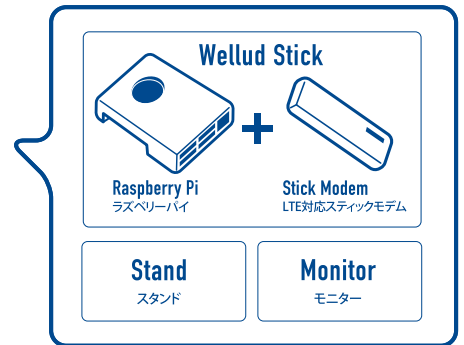 Wellud Stick
+
Raspberry Pi
ラズベリーパイ
Stick Modem
LTE対応スティックモデム
Stand
スタンド
Monitor
モニター